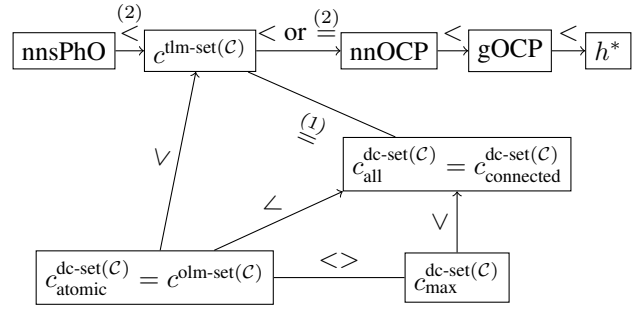 (2) (2)
< < or = < <
nnsPhO c^tlm-set(𝒞) nnOCP gOCP h*
(1)
=
∨ c_all^dc-set(𝒞) = c_connected^dc-set(𝒞)
< ∨
<>
c_atomic^dc-set(𝒞) = c^olm-set(𝒞) c_max^dc-set(𝒞)